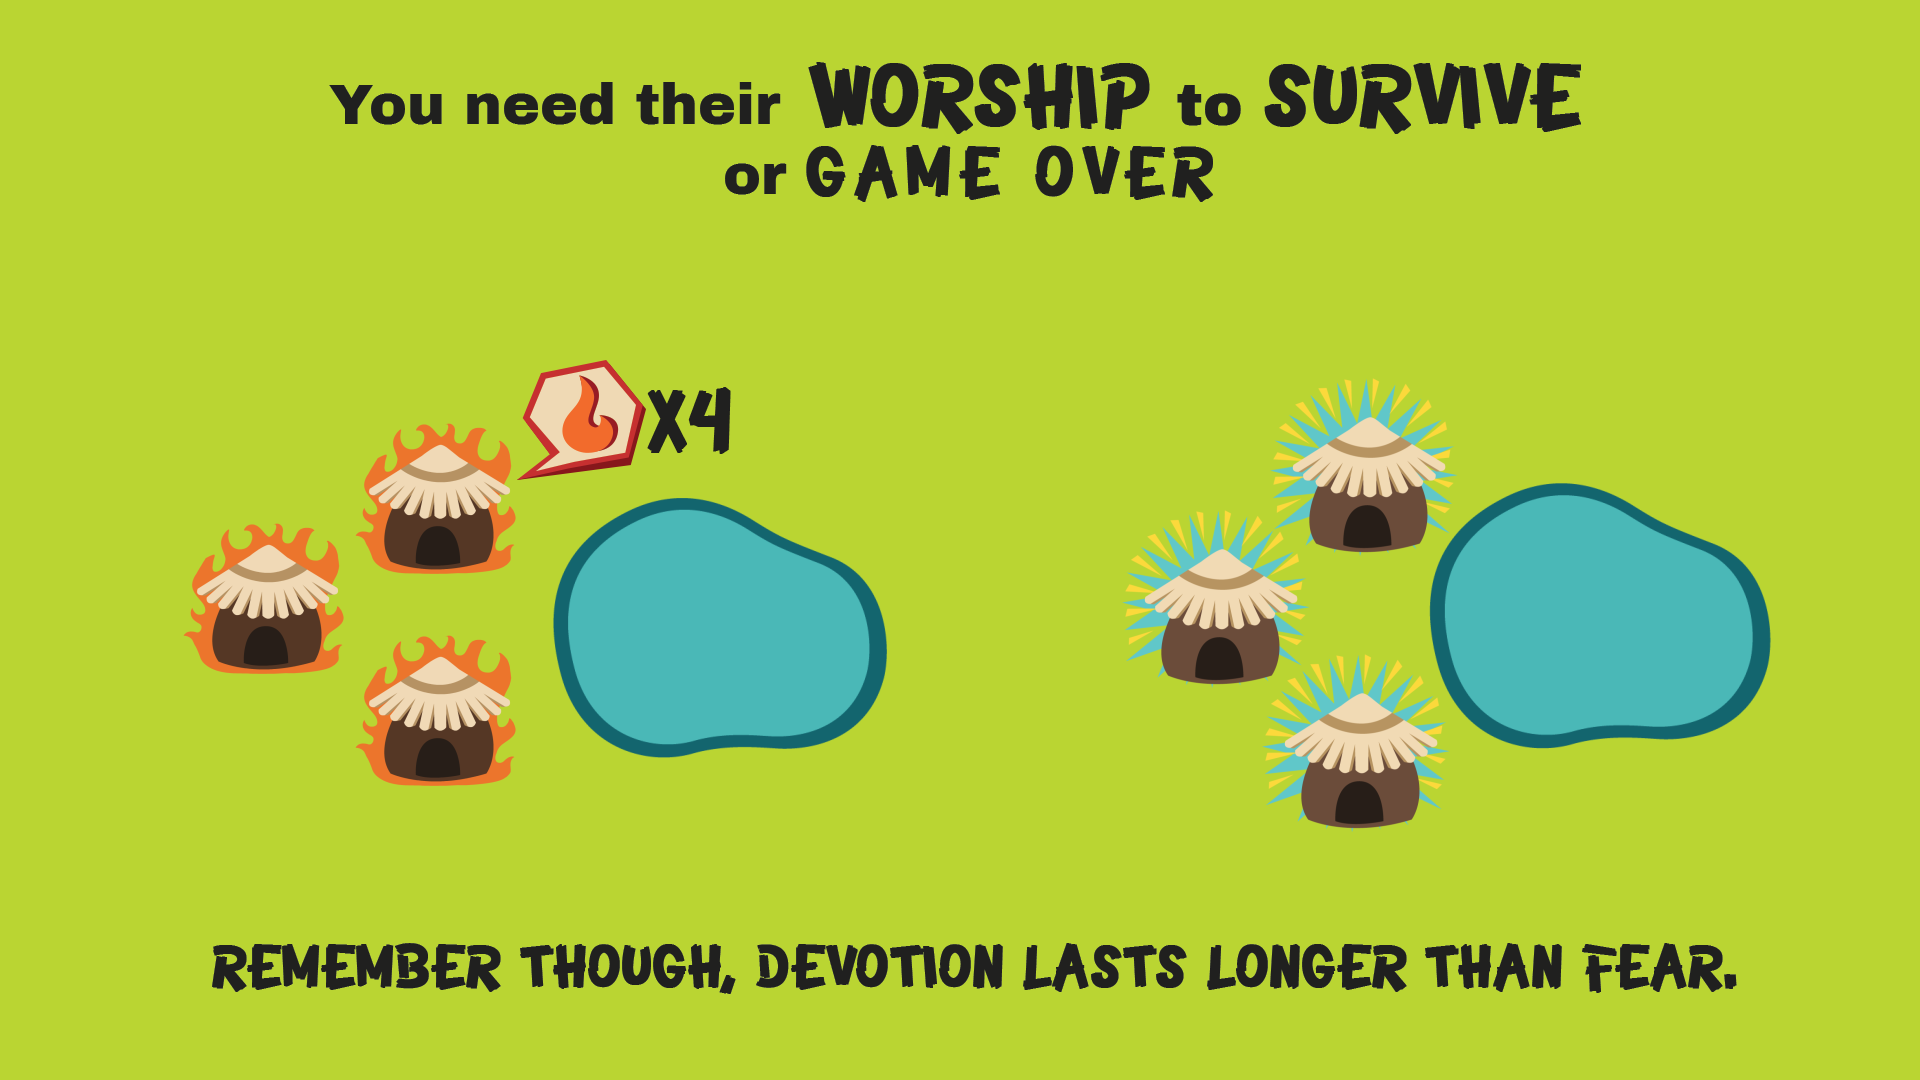 You need their WORSHIP to SURVIVE
or GAME OVER
X4
REMEMBER THOUGH, DEVOTION LASTS LONGER THAN FEAR.